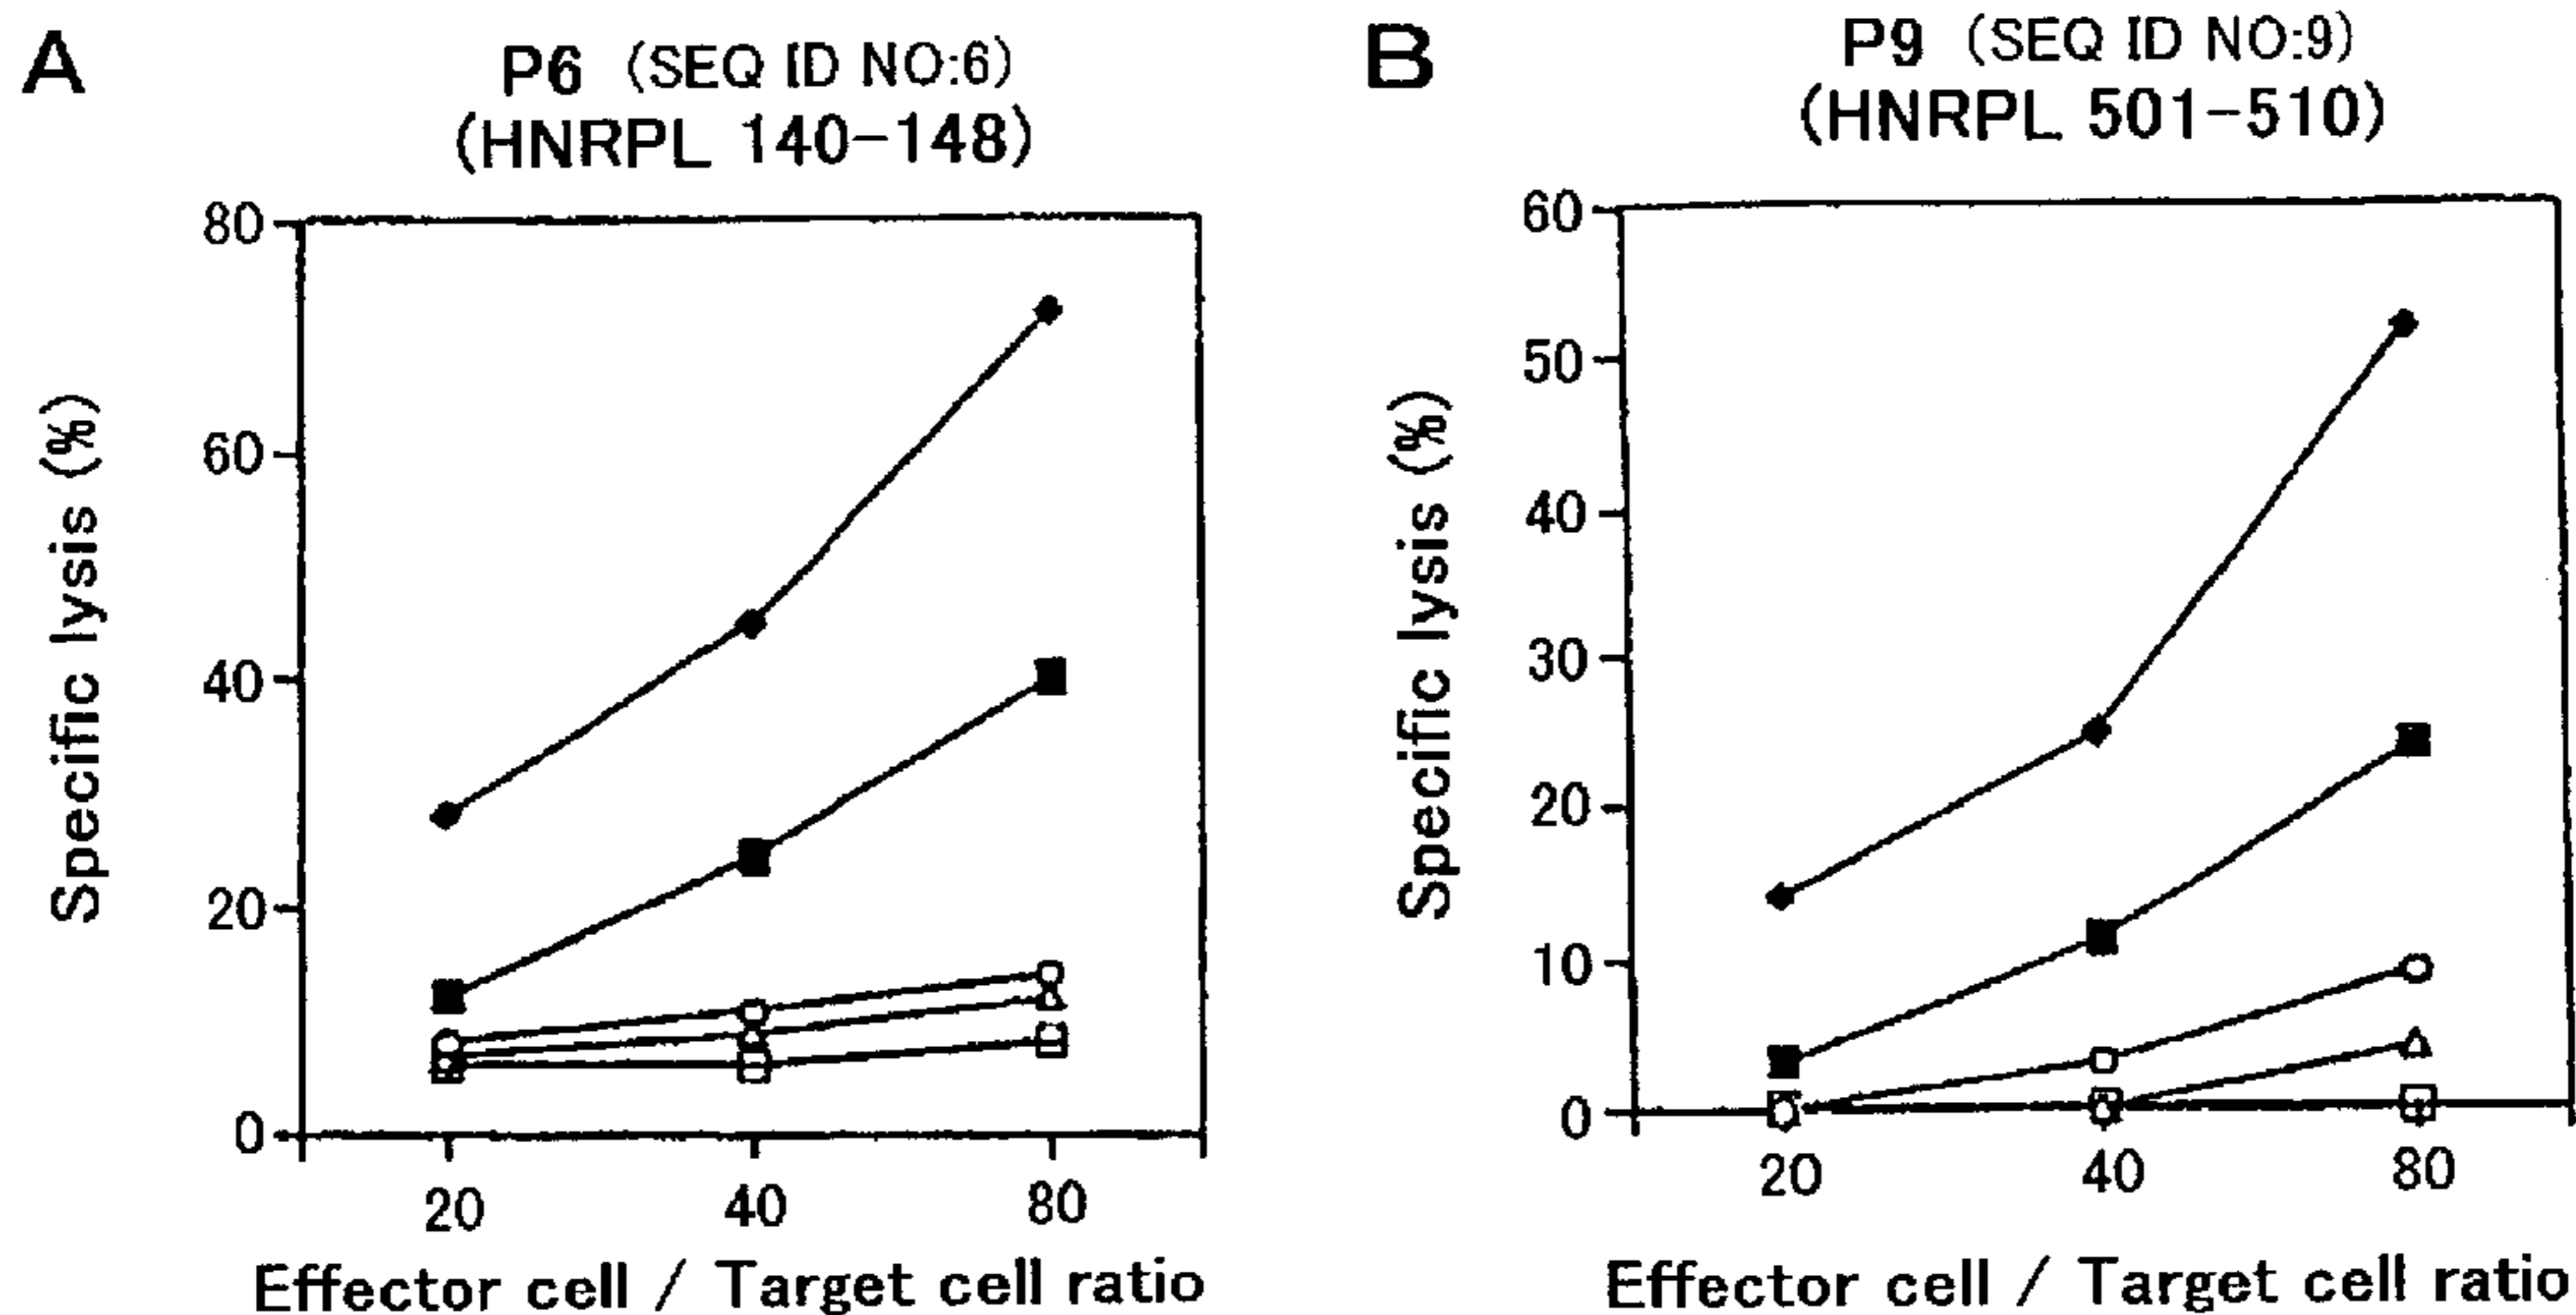 A
P6 (SEQ ID NO:6)
(HNRPL 140-148)
80
60
40
20
0
Specific lysis (%)
20 40 80
Effector cell / Target cell ratio
B
P9 (SEQ ID NO:9)
(HNRPL 501-510)
60
50
40
30
20
10
0
Specific lysis (%)
20 40 80
Effector cell / Target cell ratio